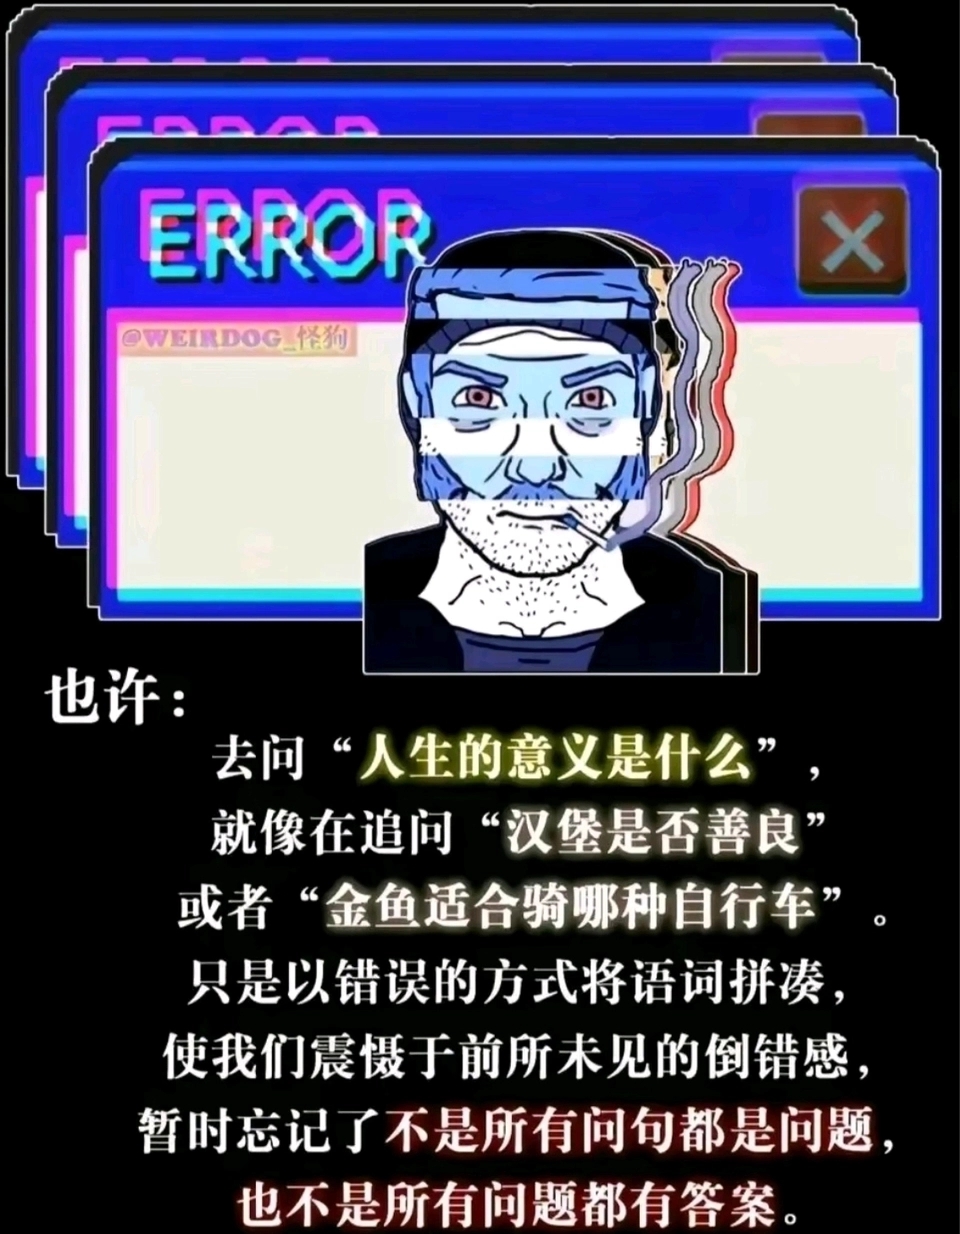 ERROR
@WEIRDOG_怪狗
也许：
去问“人生的意义是什么”，
就像在追问“汉堡是否善良”
或者“金鱼适合骑哪种自行车”。
只是以错误的方式将语词拼凑，
使我们震慑于前所未见的倒错感，
暂时忘记了不是所有问句都是问题，
也不是所有问题都有答案。